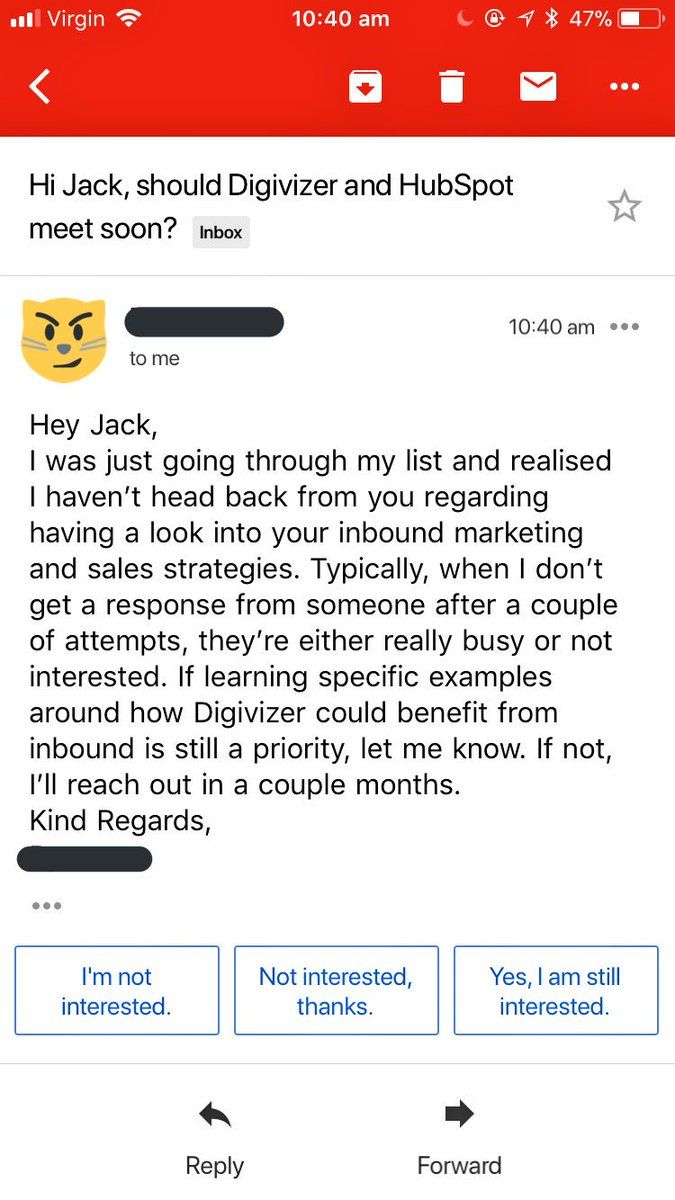 Virgin 10:40 am 47%
Hi Jack, should Digivizer and HubSpot
meet soon? Inbox
10:40 am
to me
Hey Jack,
I was just going through my list and realised
I haven’t head back from you regarding
having a look into your inbound marketing
and sales strategies. Typically, when I don’t
get a response from someone after a couple
of attempts, they’re either really busy or not
interested. If learning specific examples
around how Digivizer could benefit from
inbound is still a priority, let me know. If not,
I’ll reach out in a couple months.
Kind Regards,
I'm not
interested.
Not interested,
thanks.
Yes, I am still
interested.
Reply
Forward